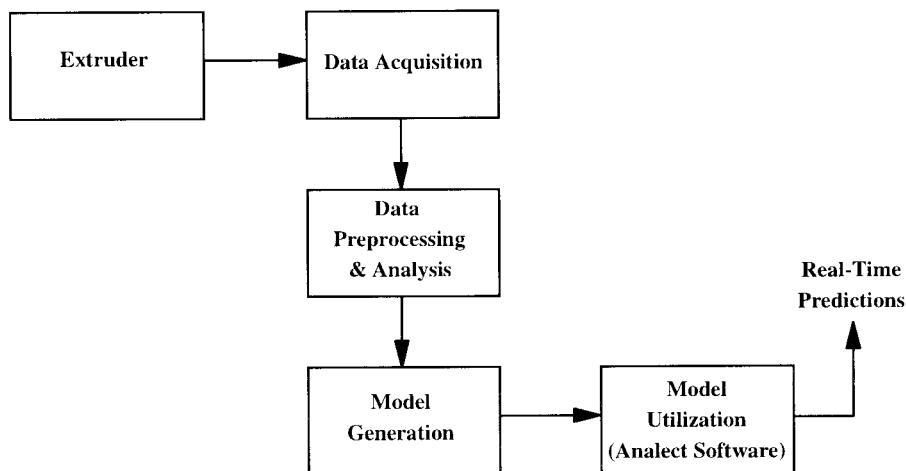 Extruder
Data Acquisition
Data
Preprocessing
& Analysis
Real-Time
Predictions
Model
Generation
Model
Utilization
(Analect Software)